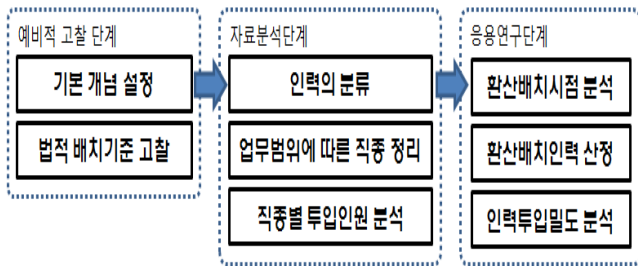 예비적 고찰 단계
기본 개념 설정
법적 배치기준 고찰
자료분석단계
인력의 분류
업무범위에 따른 직종 정리
직종별 투입인원 분석
응용연구단계
환산배치시점 분석
환산배치인력 산정
인력투입밀도 분석